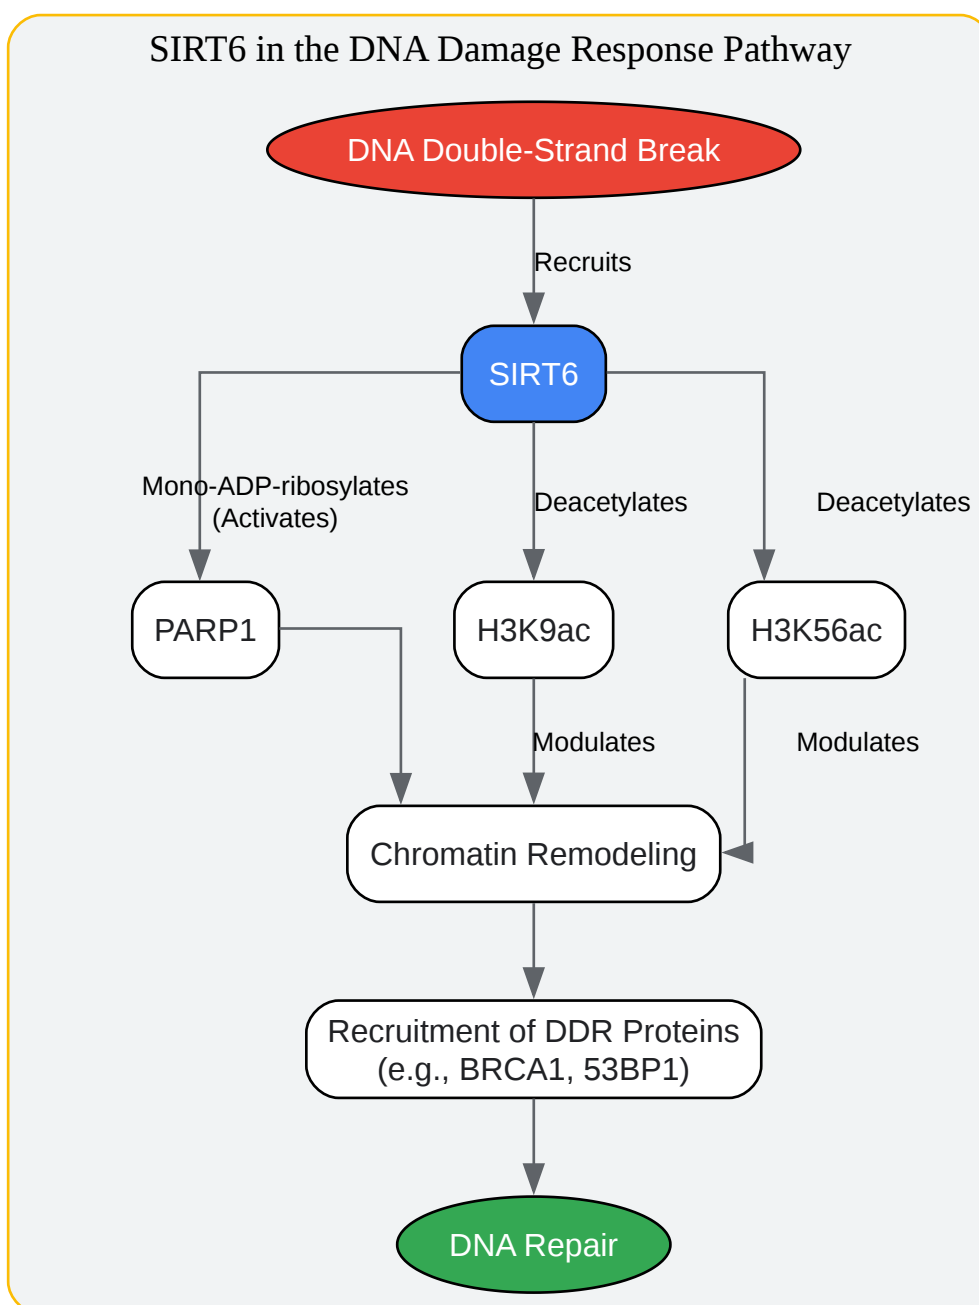 SIRT6 in the DNA Damage Response Pathway
DNA Double-Strand Break
Recruits
SIRT6
Mono-ADP-ribosylates
(Activates)
Deacetylates
Deacetylates
PARP1
H3K9ac
H3K56ac
Modulates
Modulates
Chromatin Remodeling
Recruitment of DDR Proteins
(e.g., BRCA1, 53BP1)
DNA Repair